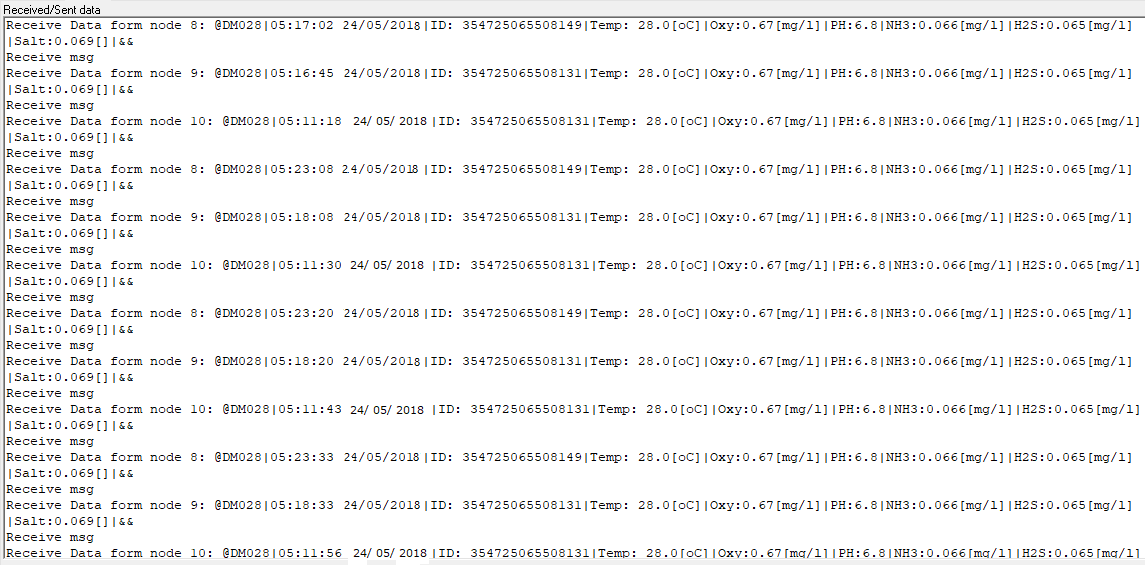 Received/Sent data
Receive Data form node 8: @DM028|05:17:02 24/05/2018|ID: 354725065508149|Temp: 28.0[oC]|Oxy:0.67[mg/l]|PH:6.8|NH3:0.066[mg/l]|H2S:0.065[mg/l]
|Salt:0.069[]|&&
Receive msg
Receive Data form node 9: @DM028|05:16:45 24/05/2018|ID: 354725065508131|Temp: 28.0[oC]|Oxy:0.67[mg/l]|PH:6.8|NH3:0.066[mg/l]|H2S:0.065[mg/l]
|Salt:0.069[]|&&
Receive msg
Receive Data form node 10: @DM028|05:11:18 24/05/2018|ID: 354725065508131|Temp: 28.0[oC]|Oxy:0.67[mg/l]|PH:6.8|NH3:0.066[mg/l]|H2S:0.065[mg/l]
|Salt:0.069[]|&&
Receive msg
Receive Data form node 8: @DM028|05:23:08 24/05/2018|ID: 354725065508149|Temp: 28.0[oC]|Oxy:0.67[mg/l]|PH:6.8|NH3:0.066[mg/l]|H2S:0.065[mg/l]
|Salt:0.069[]|&&
Receive msg
Receive Data form node 9: @DM028|05:18:08 24/05/2018|ID: 354725065508131|Temp: 28.0[oC]|Oxy:0.67[mg/l]|PH:6.8|NH3:0.066[mg/l]|H2S:0.065[mg/l]
|Salt:0.069[]|&&
Receive msg
Receive Data form node 10: @DM028|05:11:30 24/05/2018 |ID: 354725065508131|Temp: 28.0[oC]|Oxy:0.67[mg/l]|PH:6.8|NH3:0.066[mg/l]|H2S:0.065[mg/l]
|Salt:0.069[]|&&
Receive msg
Receive Data form node 8: @DM028|05:23:20 24/05/2018|ID: 354725065508149|Temp: 28.0[oC]|Oxy:0.67[mg/l]|PH:6.8|NH3:0.066[mg/l]|H2S:0.065[mg/l]
|Salt:0.069[]|&&
Receive msg
Receive Data form node 9: @DM028|05:18:20 24/05/2018|ID: 354725065508131|Temp: 28.0[oC]|Oxy:0.67[mg/l]|PH:6.8|NH3:0.066[mg/l]|H2S:0.065[mg/l]
|Salt:0.069[]|&&
Receive msg
Receive Data form node 10: @DM028|05:11:43 24/05/2018 |ID: 354725065508131|Temp: 28.0[oC]|Oxy:0.67[mg/l]|PH:6.8|NH3:0.066[mg/l]|H2S:0.065[mg/l]
|Salt:0.069[]|&&
Receive msg
Receive Data form node 8: @DM028|05:23:33 24/05/2018|ID: 354725065508149|Temp: 28.0[oC]|Oxy:0.67[mg/l]|PH:6.8|NH3:0.066[mg/l]|H2S:0.065[mg/l]
|Salt:0.069[]|&&
Receive msg
Receive Data form node 9: @DM028|05:18:33 24/05/2018|ID: 354725065508131|Temp: 28.0[oC]|Oxy:0.67[mg/l]|PH:6.8|NH3:0.066[mg/l]|H2S:0.065[mg/l]
|Salt:0.069[]|&&
Receive msg
Receive Data form node 10: @DM028|05:11:56 24/05/2018|ID: 354725065508131|Temp: 28.0[oC]|Oxy:0.67[mg/l]|PH:6.8|NH3:0.066[mg/l]|H2S:0.065[mg/l]